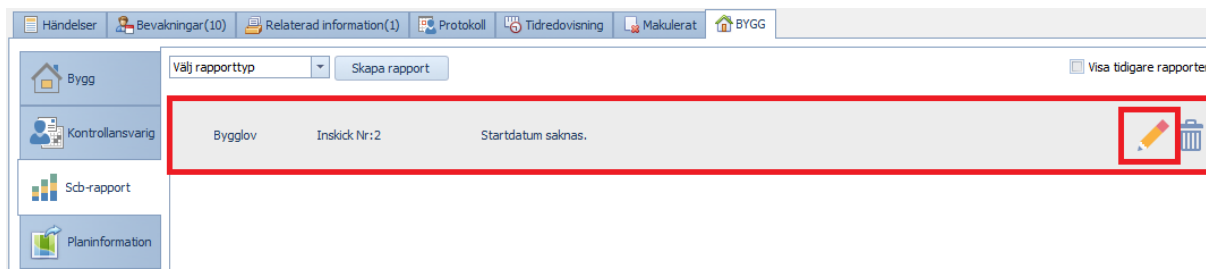 Händelser Bevakningar(10) Relaterad information(1) Protokoll Tidredovisning Makulerat BYGG
Bygg
Välj rapporttyp Skapa rapport Visa tidigare rapporter
Kontrollansvarig
Bygglov Inskick Nr:2 Startdatum saknas.
Scb-rapport
Planinformation